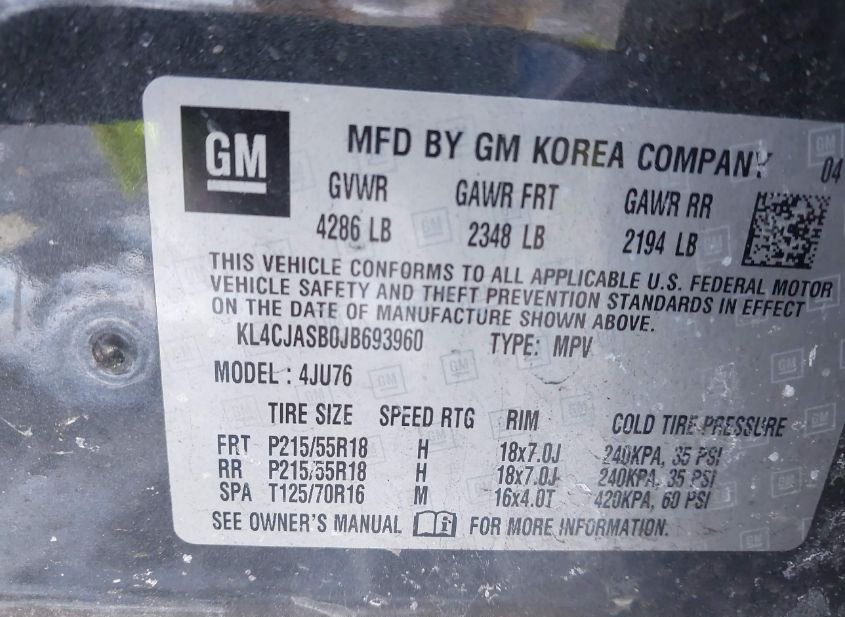 GM
MFD BY GM KOREA COMPANY
04
GVWR GAWR FRT GAWR RR
4286 LB 2348 LB 2194 LB
THIS VEHICLE CONFORMS TO ALL APPLICABLE U.S. FEDERAL MOTOR
VEHICLE SAFETY AND THEFT PREVENTION STANDARDS IN EFFECT
ON THE DATE OF MANUFACTURE SHOWN ABOVE.
KL4CJASB0JB693960 TYPE: MPV
MODEL : 4JU76
TIRE SIZE SPEED RTG RIM COLD TIRE PRESSURE
FRT P215/55R18 H 18x7.0J 240KPA, 35 PSI
RR P215/55R18 H 18x7.0J 240KPA, 35 PSI
SPA T125/70R16 M 16x4.0T 420KPA, 60 PSI
SEE OWNER'S MANUAL FOR MORE INFORMATION.